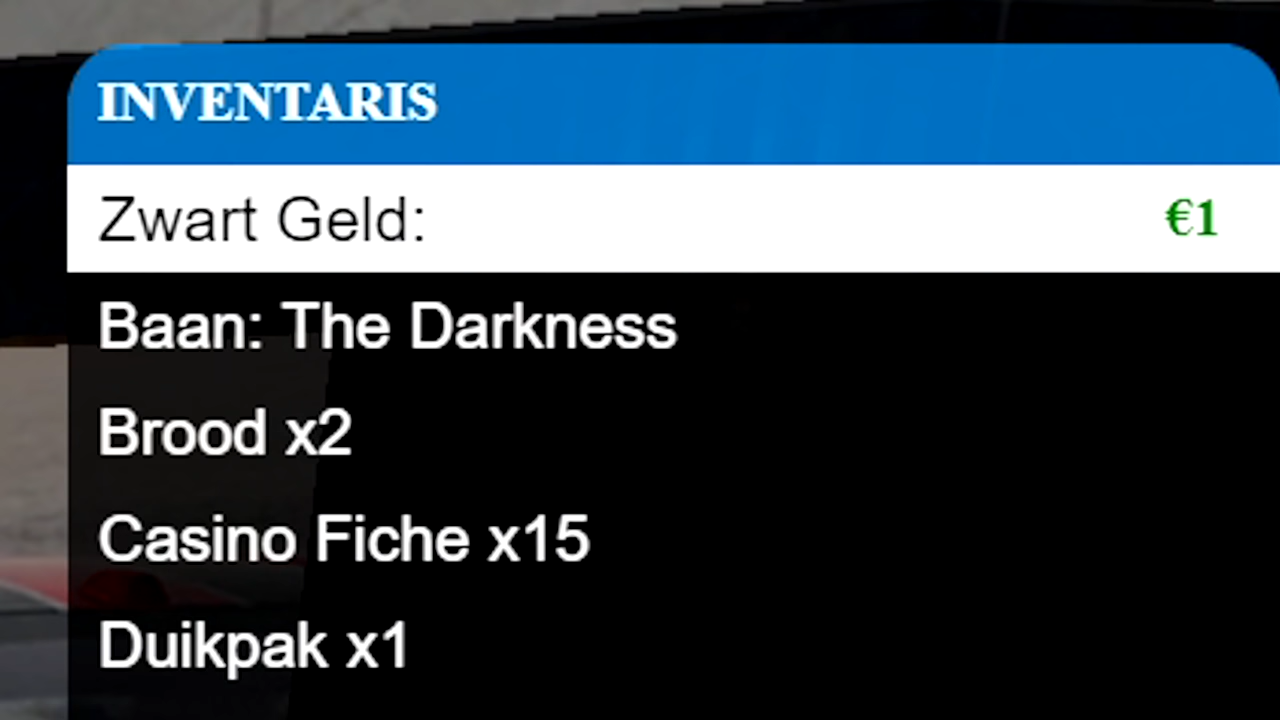 INVENTARIS
Zwart Geld: €1
Baan: The Darkness
Brood x2
Casino Fiche x15
Duikpak x1